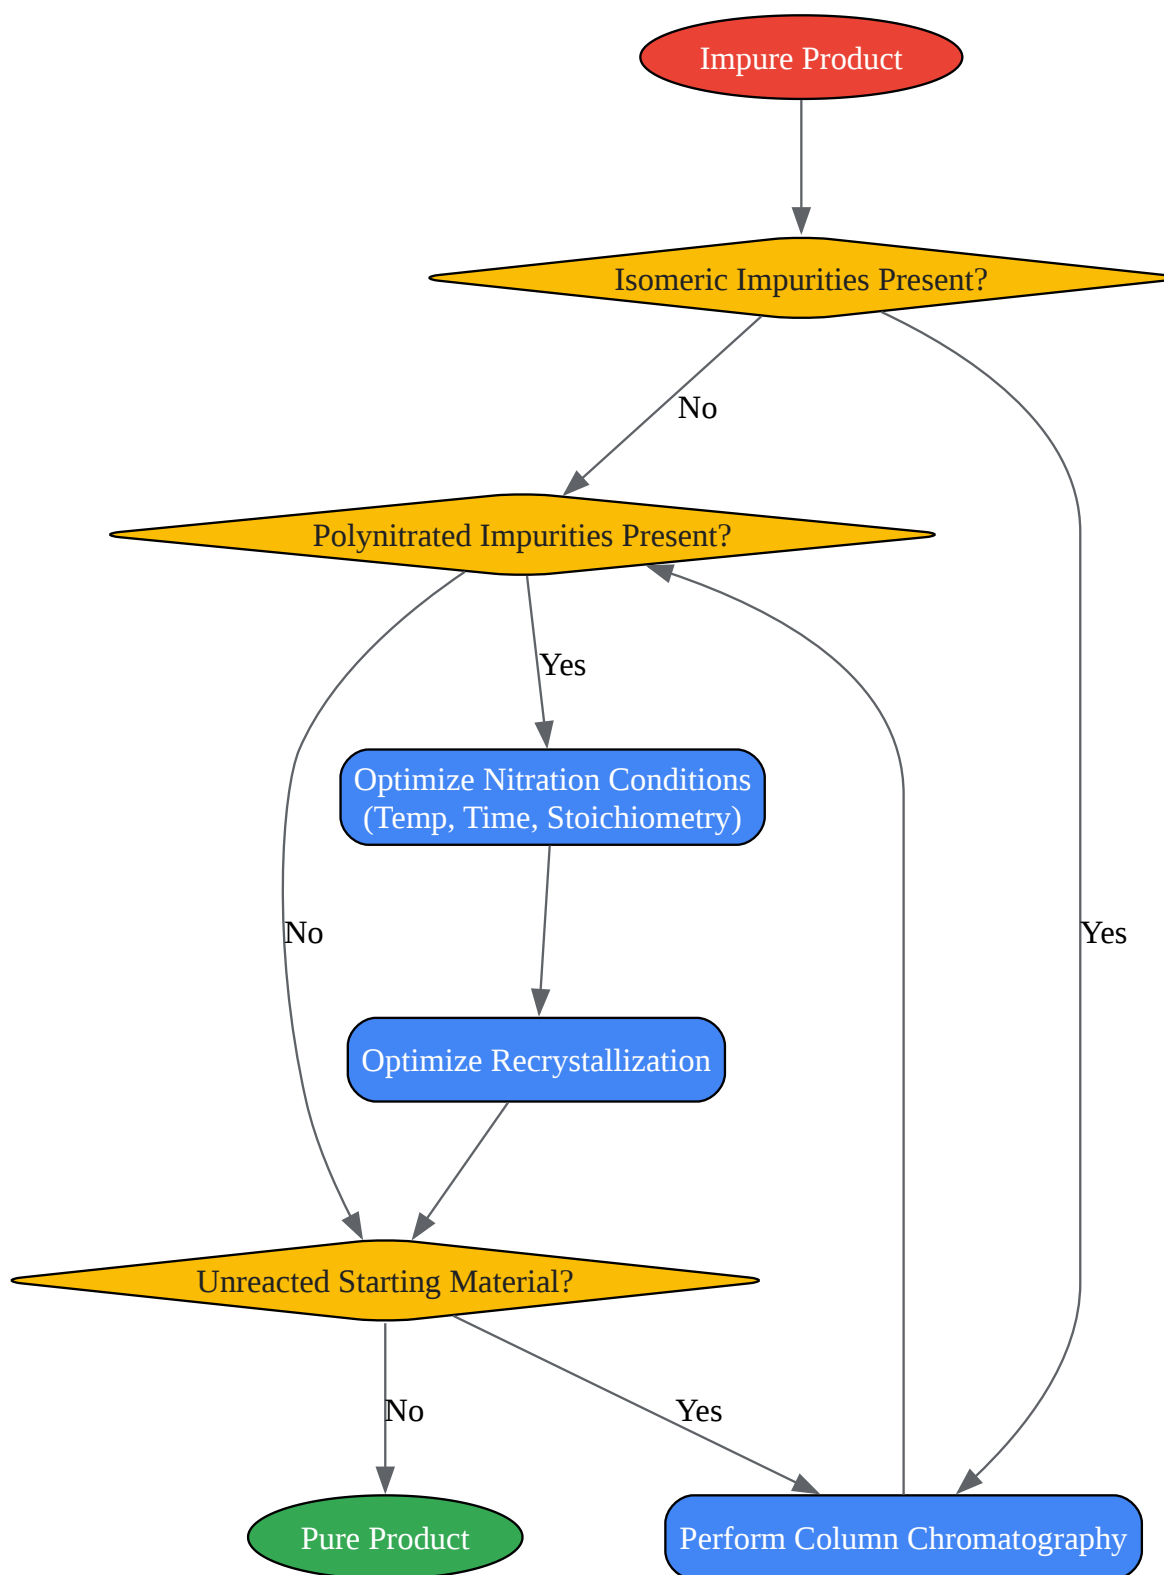 Impure Product
Isomeric Impurities Present?
No
Polynitrated Impurities Present?
Yes
Optimize Nitration Conditions
(Temp, Time, Stoichiometry)
No
Yes
Optimize Recrystallization
Unreacted Starting Material?
No
Yes
Pure Product
Perform Column Chromatography